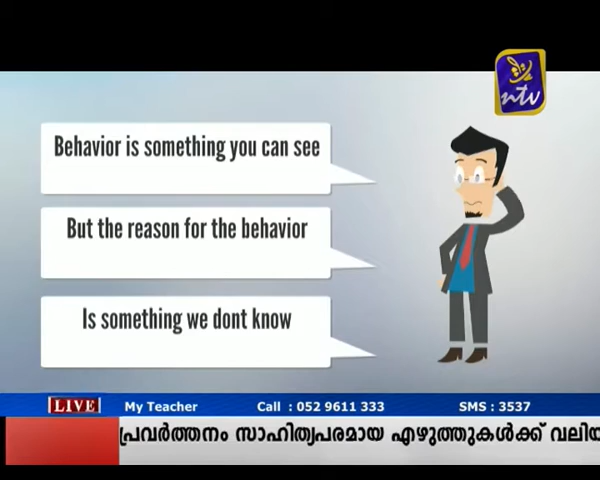 ntv
Behavior is something you can see
But the reason for the behavior
Is something we dont know
LIVE My Teacher Call : 052 9611 333 SMS : 3537
പ്രവർത്തനം സാഹിത്യപരമായ എഴുത്തുകൾക്ക്